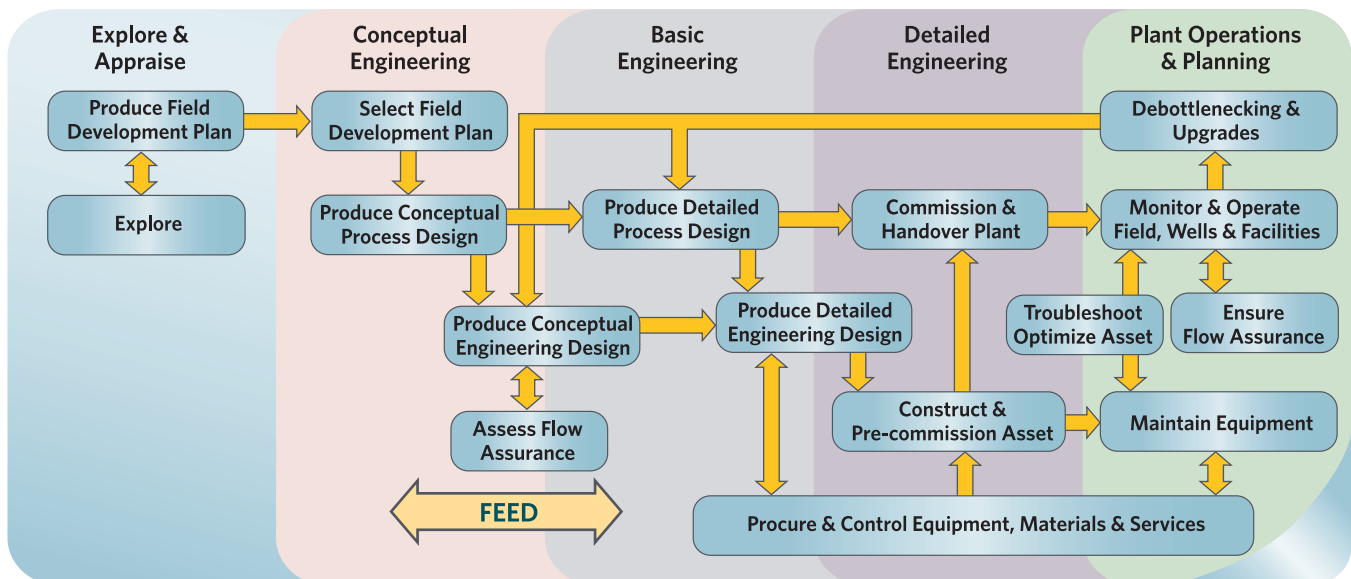 Explore &
Appraise
Conceptual
Engineering
Basic
Engineering
Detailed
Engineering
Plant Operations
& Planning
Produce Field
Development Plan
Select Field
Development Plan
Debottlenecking &
Upgrades
Explore
Produce Conceptual
Process Design
Produce Detailed
Process Design
Commission &
Handover Plant
Monitor & Operate
Field, Wells & Facilities
Produce Conceptual
Engineering Design
Produce Detailed
Engineering Design
Troubleshoot
Optimize Asset
Ensure
Flow Assurance
Assess Flow
Assurance
Construct &
Pre-commission Asset
Maintain Equipment
FEED
Procure & Control Equipment, Materials & Services